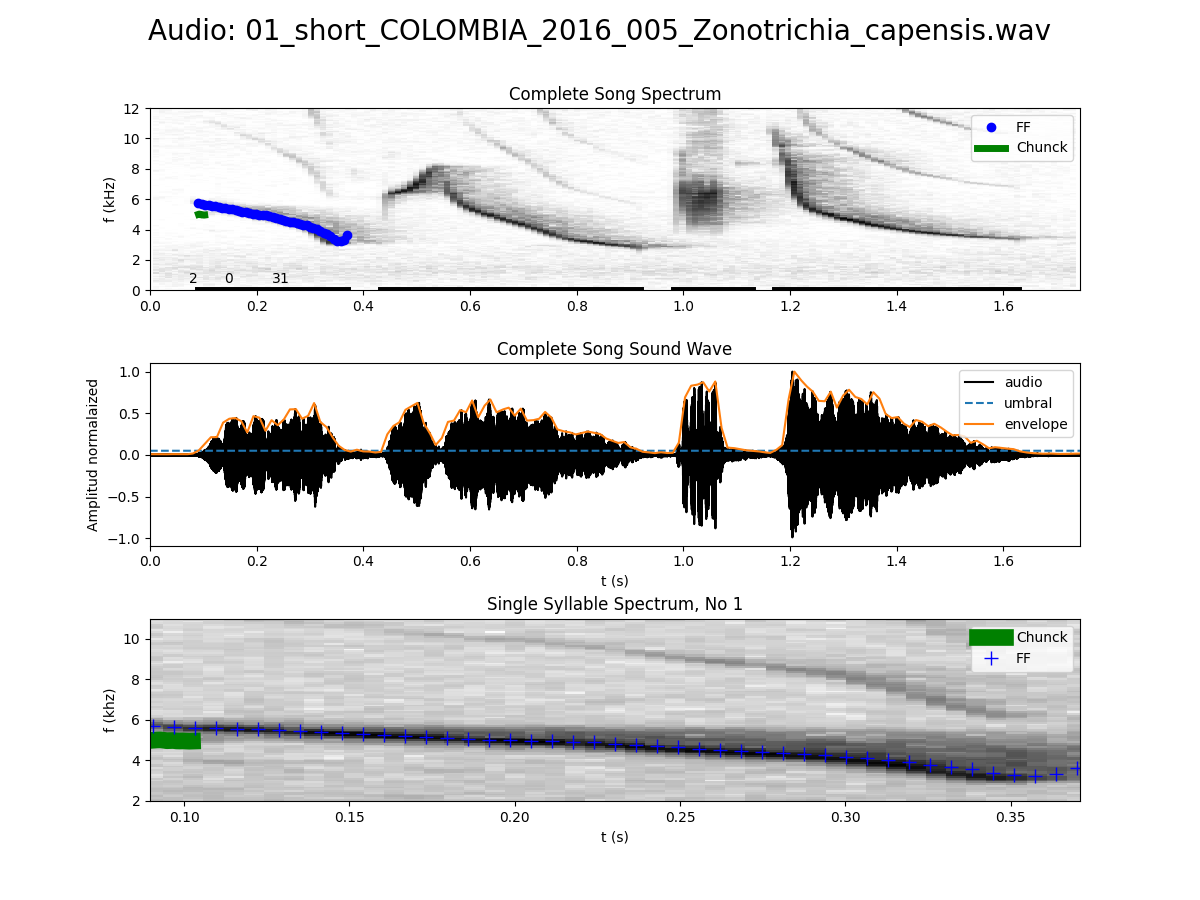 Audio: 01_short_COLOMBIA_2016_005_Zonotrichia_capensis.wav
Complete Song Spectrum
12
10
8
6
4
2
0
f (kHz)
FF
Chunck
2 0 31
0.0 0.2 0.4 0.6 0.8 1.0 1.2 1.4 1.6
Complete Song Sound Wave
1.0
0.5
0.0
−0.5
−1.0
Amplitud normalaized
audio
umbral
envelope
0.0 0.2 0.4 0.6 0.8 1.0 1.2 1.4 1.6
t (s)
Single Syllable Spectrum, No 1
10
8
6
4
2
f (khz)
Chunck
FF
0.10 0.15 0.20 0.25 0.30 0.35
t (s)